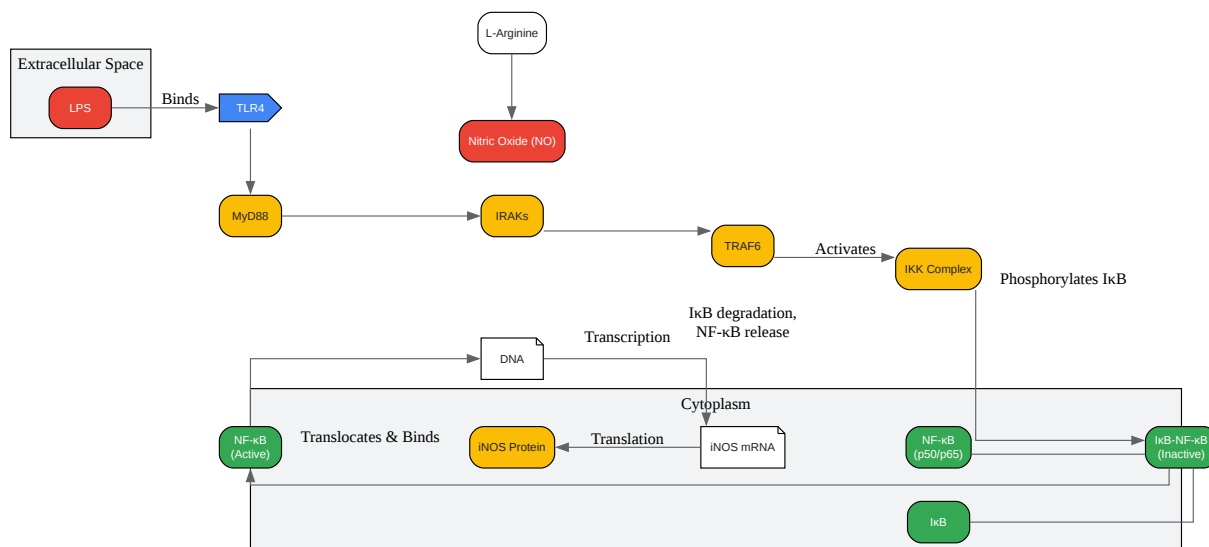 L-Arginine
Extracellular Space
LPS
Binds
TLR4
Nitric Oxide (NO)
MyD88
IRAKs
TRAF6
Activates
IKK Complex
Phosphorylates IκB
IκB degradation,
NF-κB release
Transcription
DNA
Cytoplasm
NF-κB
(Active)
Translocates & Binds
iNOS Protein
Translation
iNOS mRNA
NF-κB
(p50/p65)
IκB-NF-κB
(Inactive)
IκB